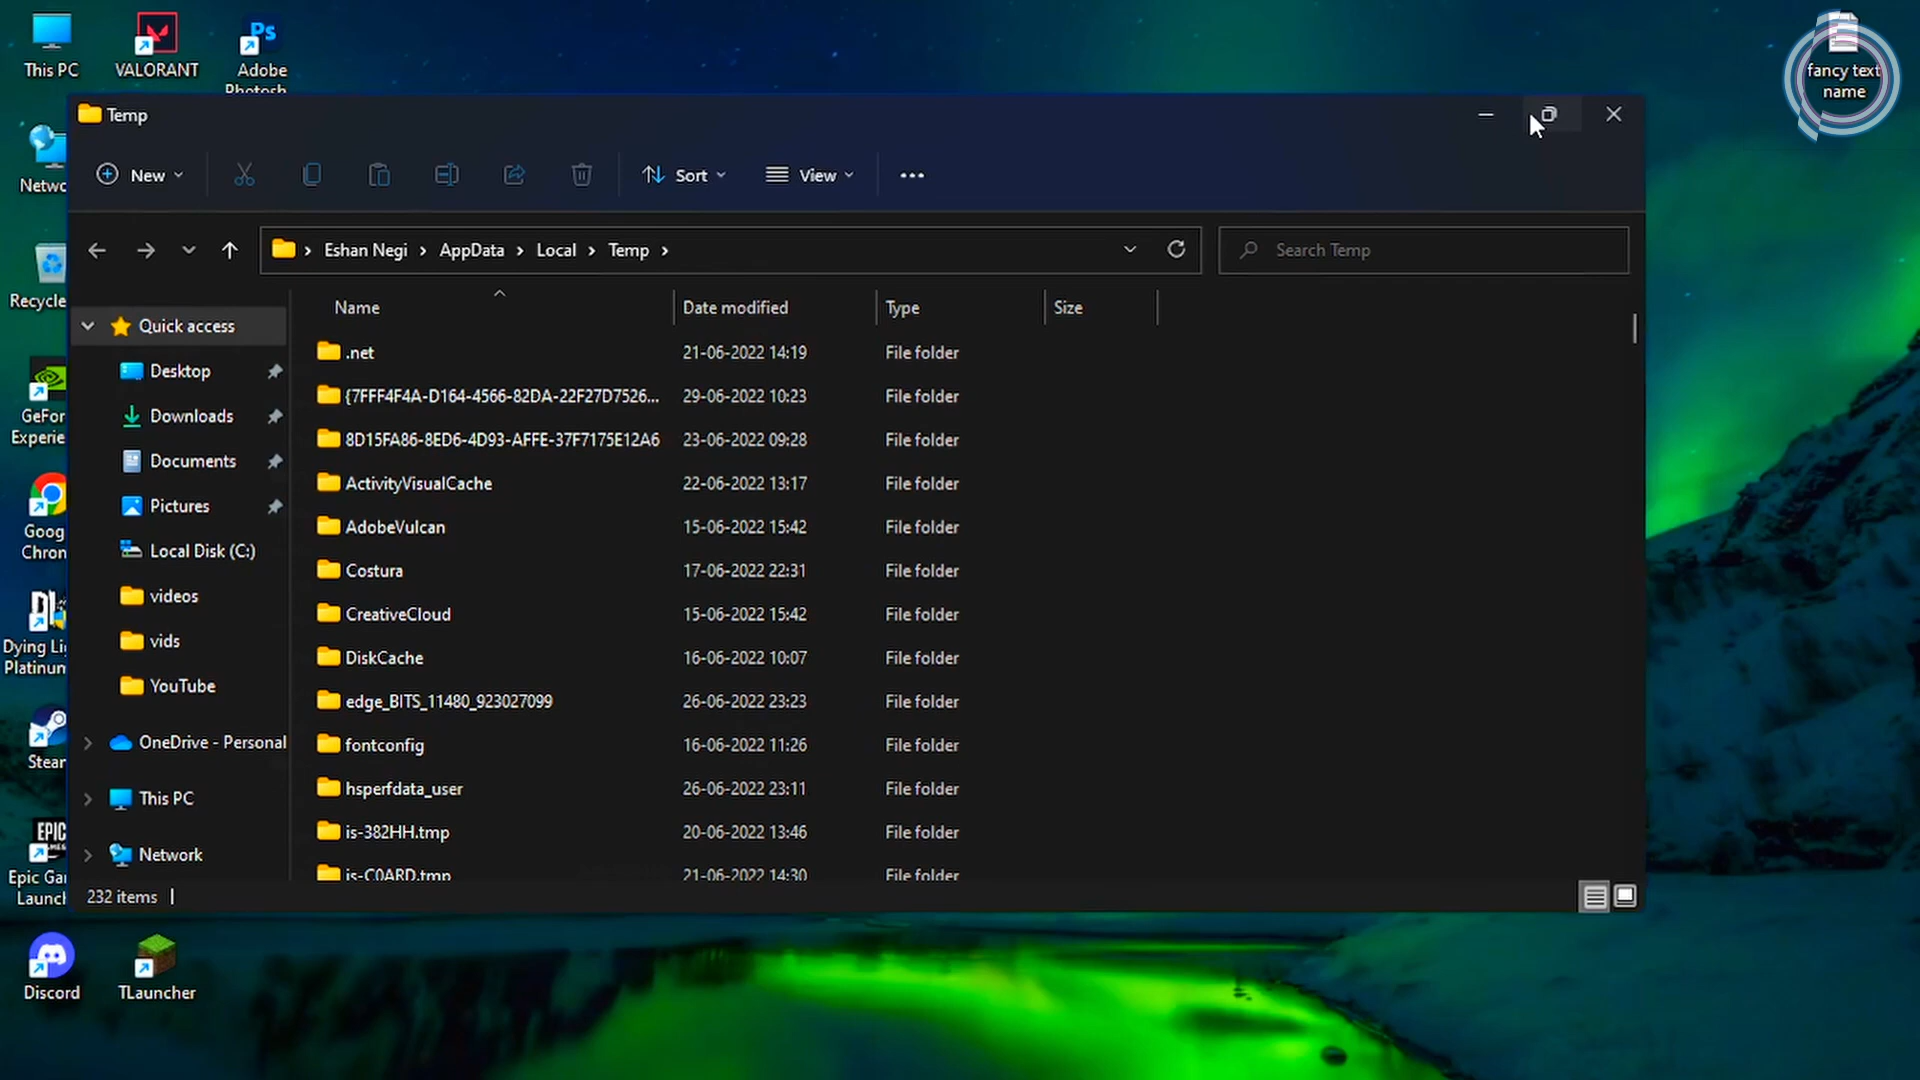 This PC
VALORANT
Ps
Adobe
Photosh
fancy text
name
Temp
New
Sort
View
Netwo
Eshan Negi
AppData
Local
Temp
Search Temp
Recycle
Name
Date modified
Type
Size
Quick access
.net
21-06-2022 14:19
File folder
Desktop
{7FFF4F4A-D164-4566-82DA-22F27D7526...
29-06-2022 10:23
File folder
Downloads
8D15FA86-8ED6-4D93-AFFE-37F7175E12A6
23-06-2022 09:28
File folder
GeFor
Experie
Documents
ActivityVisualCache
22-06-2022 13:17
File folder
Pictures
AdobeVulcan
15-06-2022 15:42
File folder
Goog
Chron
Local Disk (C:)
Costura
17-06-2022 22:31
File folder
videos
CreativeCloud
15-06-2022 15:42
File folder
Dying Li
Platinum
vids
DiskCache
16-06-2022 10:07
File folder
YouTube
edge_BITS_11480_923027099
26-06-2022 23:23
File folder
OneDrive - Personal
fontconfig
16-06-2022 11:26
File folder
Stear
This PC
hsperfdata_user
26-06-2022 23:11
File folder
EPIC
is-382HH.tmp
20-06-2022 13:46
File folder
Network
is-C0ARD.tmp
21-06-2022 14:30
File folder
Epic Ga
Launch
232 items
Discord
TLauncher